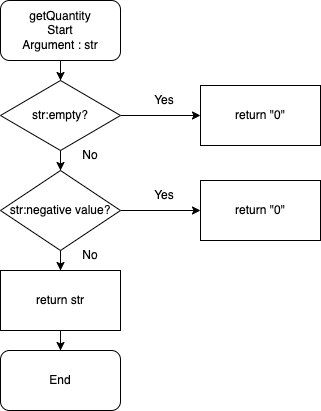 getQuantity
Start
Argument : str
str:empty?
Yes
return "0"
No
str:negative value?
Yes
return "0"
No
return str
End